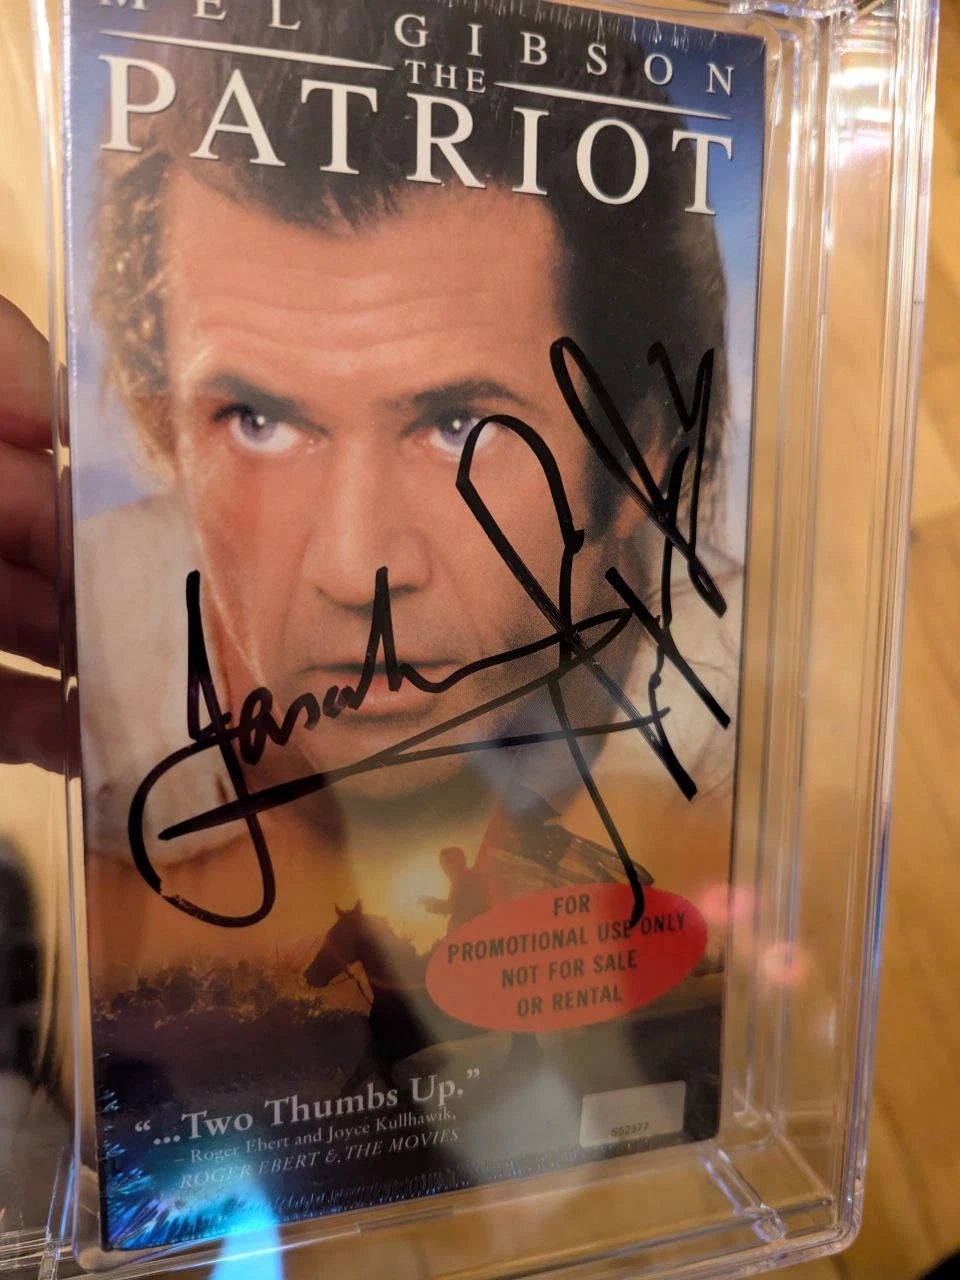 MEL GIBSON
THE
PATRIOT
FOR
PROMOTIONAL USE ONLY
NOT FOR SALE
OR RENTAL
"...Two Thumbs Up."
– Roger Ebert and Joyce Kullhawik,
ROGER EBERT & THE MOVIES
S52377